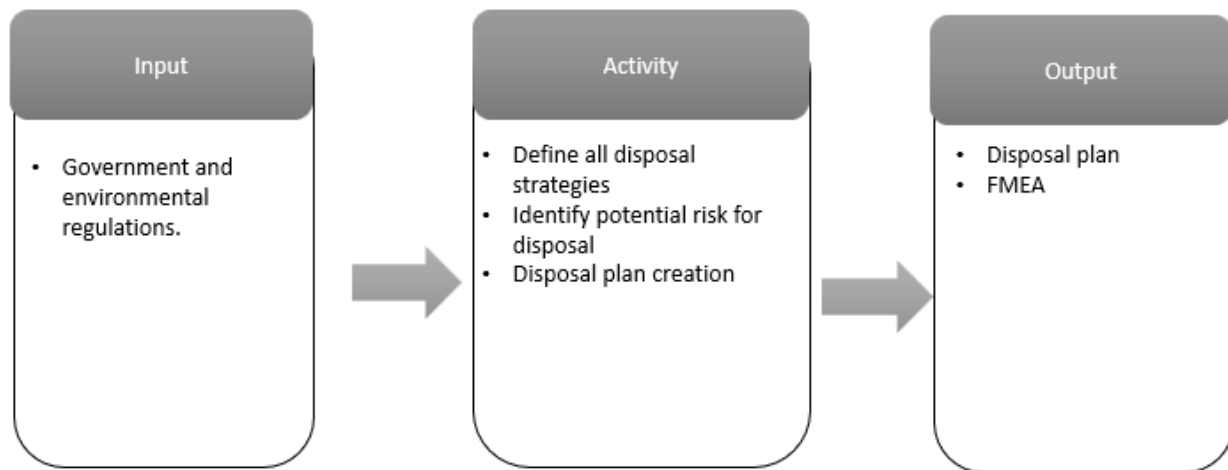 Input
• Government and
environmental
regulations.
Activity
• Define all disposal
strategies
• Identify potential risk for
disposal
• Disposal plan creation
Output
• Disposal plan
• FMEA